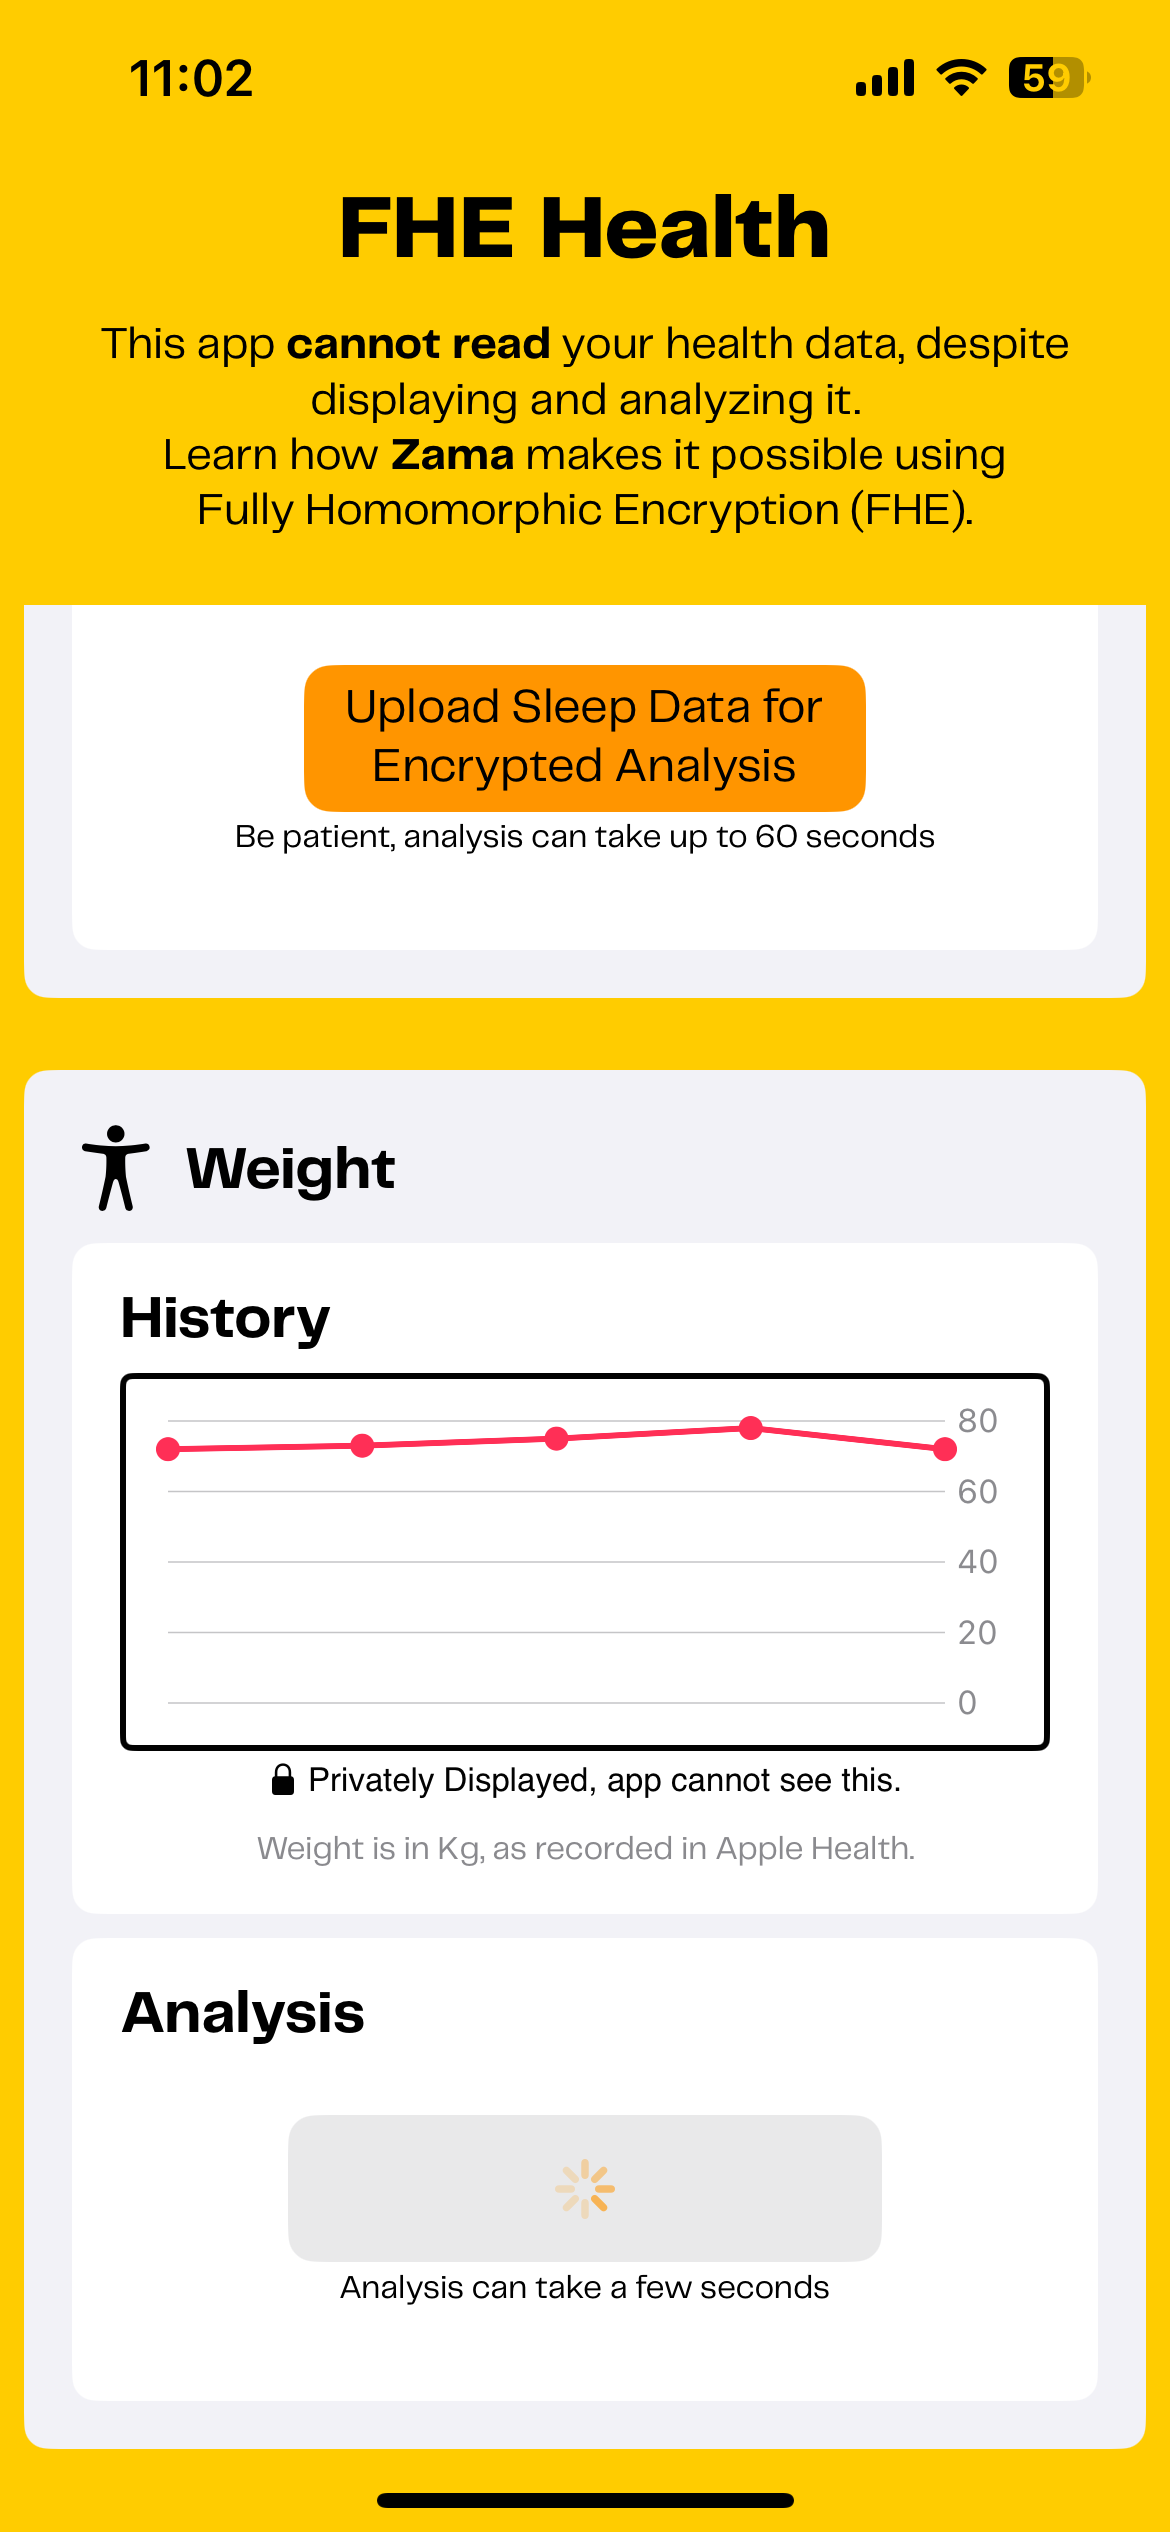 11:02
59
FHE Health
This app cannot read your health data, despite
displaying and analyzing it.
Learn how Zama makes it possible using
Fully Homomorphic Encryption (FHE).
Upload Sleep Data for
Encrypted Analysis
Be patient, analysis can take up to 60 seconds
Weight
History
80
60
40
20
0
Privately Displayed, app cannot see this.
Weight is in Kg, as recorded in Apple Health.
Analysis
Analysis can take a few seconds